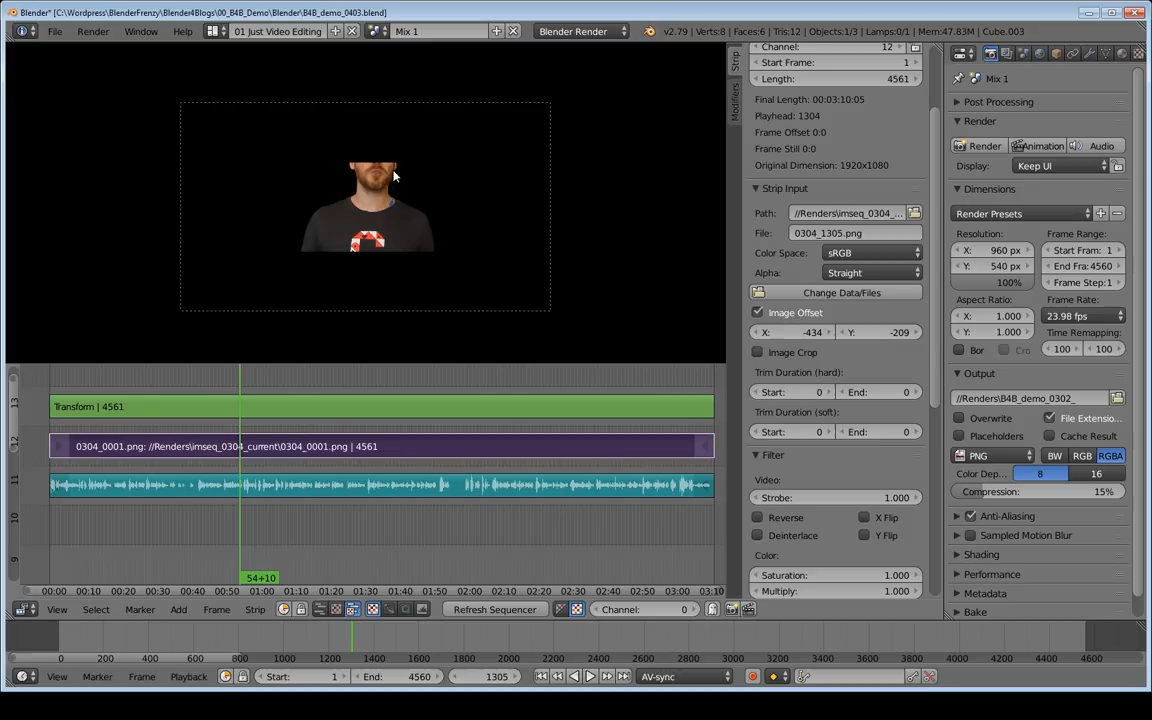 Blender* [C:\Wordpress\BlenderFrenzy\Blender4Blogs\00_B4B_Demo\Blender\B4B_demo_0403.blend]
File Render Window Help 01 Just Video Editing Mix 1 Blender Render v2.79 | Verts:8 | Faces:6 | Tris:12 | Objects:1/3 | Lamps:0/1 | Mem:47.83M | Cube.003
Strip
Modifiers
Channel: 12
Start Frame: 1
Length: 4561
Final Length: 00:03:10:05
Playhead: 1304
Frame Offset 0:0
Frame Still 0:0
Original Dimension: 1920x1080
Strip Input
Path: //Renders\imseq_0304_...
File: 0304_1305.png
Color Space: sRGB
Alpha: Straight
Change Data/Files
Image Offset
X: -434 Y: -209
Image Crop
Trim Duration (hard):
Start: 0 End: 0
Trim Duration (soft):
Start: 0 End: 0
Filter
Video:
Strobe: 1.000
Reverse X Flip
Deinterlace Y Flip
Color:
Saturation: 1.000
Multiply: 1.000
Mix 1
Post Processing
Render
Render Animation Audio
Display: Keep UI
Dimensions
Render Presets
Resolution: Frame Range:
X: 960 px Start Fram: 1
Y: 540 px End Fra:4560
100% Frame Step:1
Aspect Ratio: Frame Rate:
X: 1.000 23.98 fps
Y: 1.000 Time Remapping:
Bor Cro 100 100
Output
//Renders\B4B_demo_0302_
Overwrite File Extensio...
Placeholders Cache Result
PNG BW RGB RGBA
Color Dep... 8 16
Compression: 15%
Anti-Aliasing
Sampled Motion Blur
Shading
Performance
Metadata
Bake
13 Transform | 4561
12 0304_0001.png: //Renders\imseq_0304_current\0304_0001.png | 4561
11
10
9
54+10
00:00 00:10 00:20 00:30 00:40 00:50 01:00 01:10 01:20 01:30 01:40 01:50 02:00 02:10 02:20 02:30 02:40 02:50 03:00 03:10
View Select Marker Add Frame Strip Refresh Sequencer Channel: 0
0 200 400 600 800 1000 1200 1400 1600 1800 2000 2200 2400 2600 2800 3000 3200 3400 3600 3800 4000 4200 4400 4600
View Marker Frame Playback Start: 1 End: 4560 1305 AV-sync